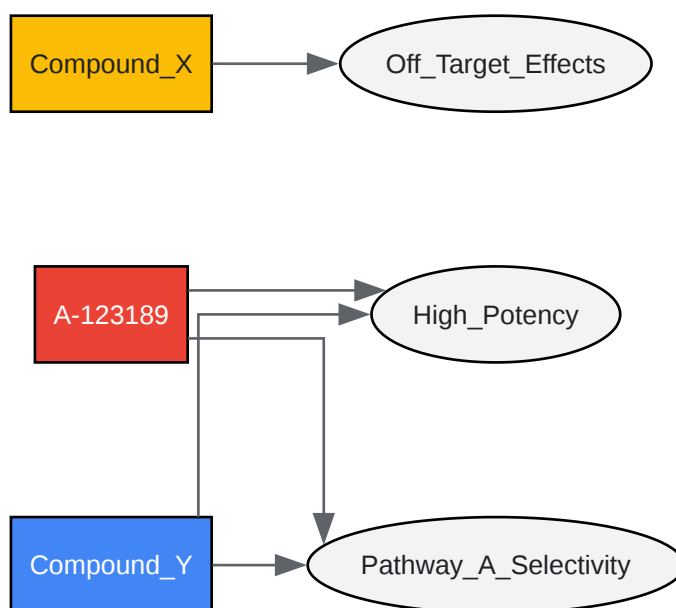 Compound_X
Off_Target_Effects
A-123189
High_Potency
Compound_Y
Pathway_A_Selectivity